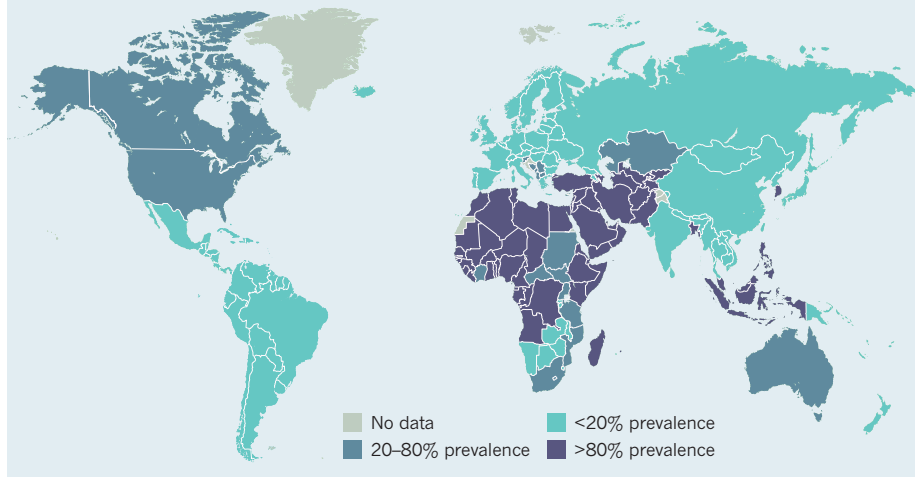 No data
<20% prevalence
20–80% prevalence
>80% prevalence